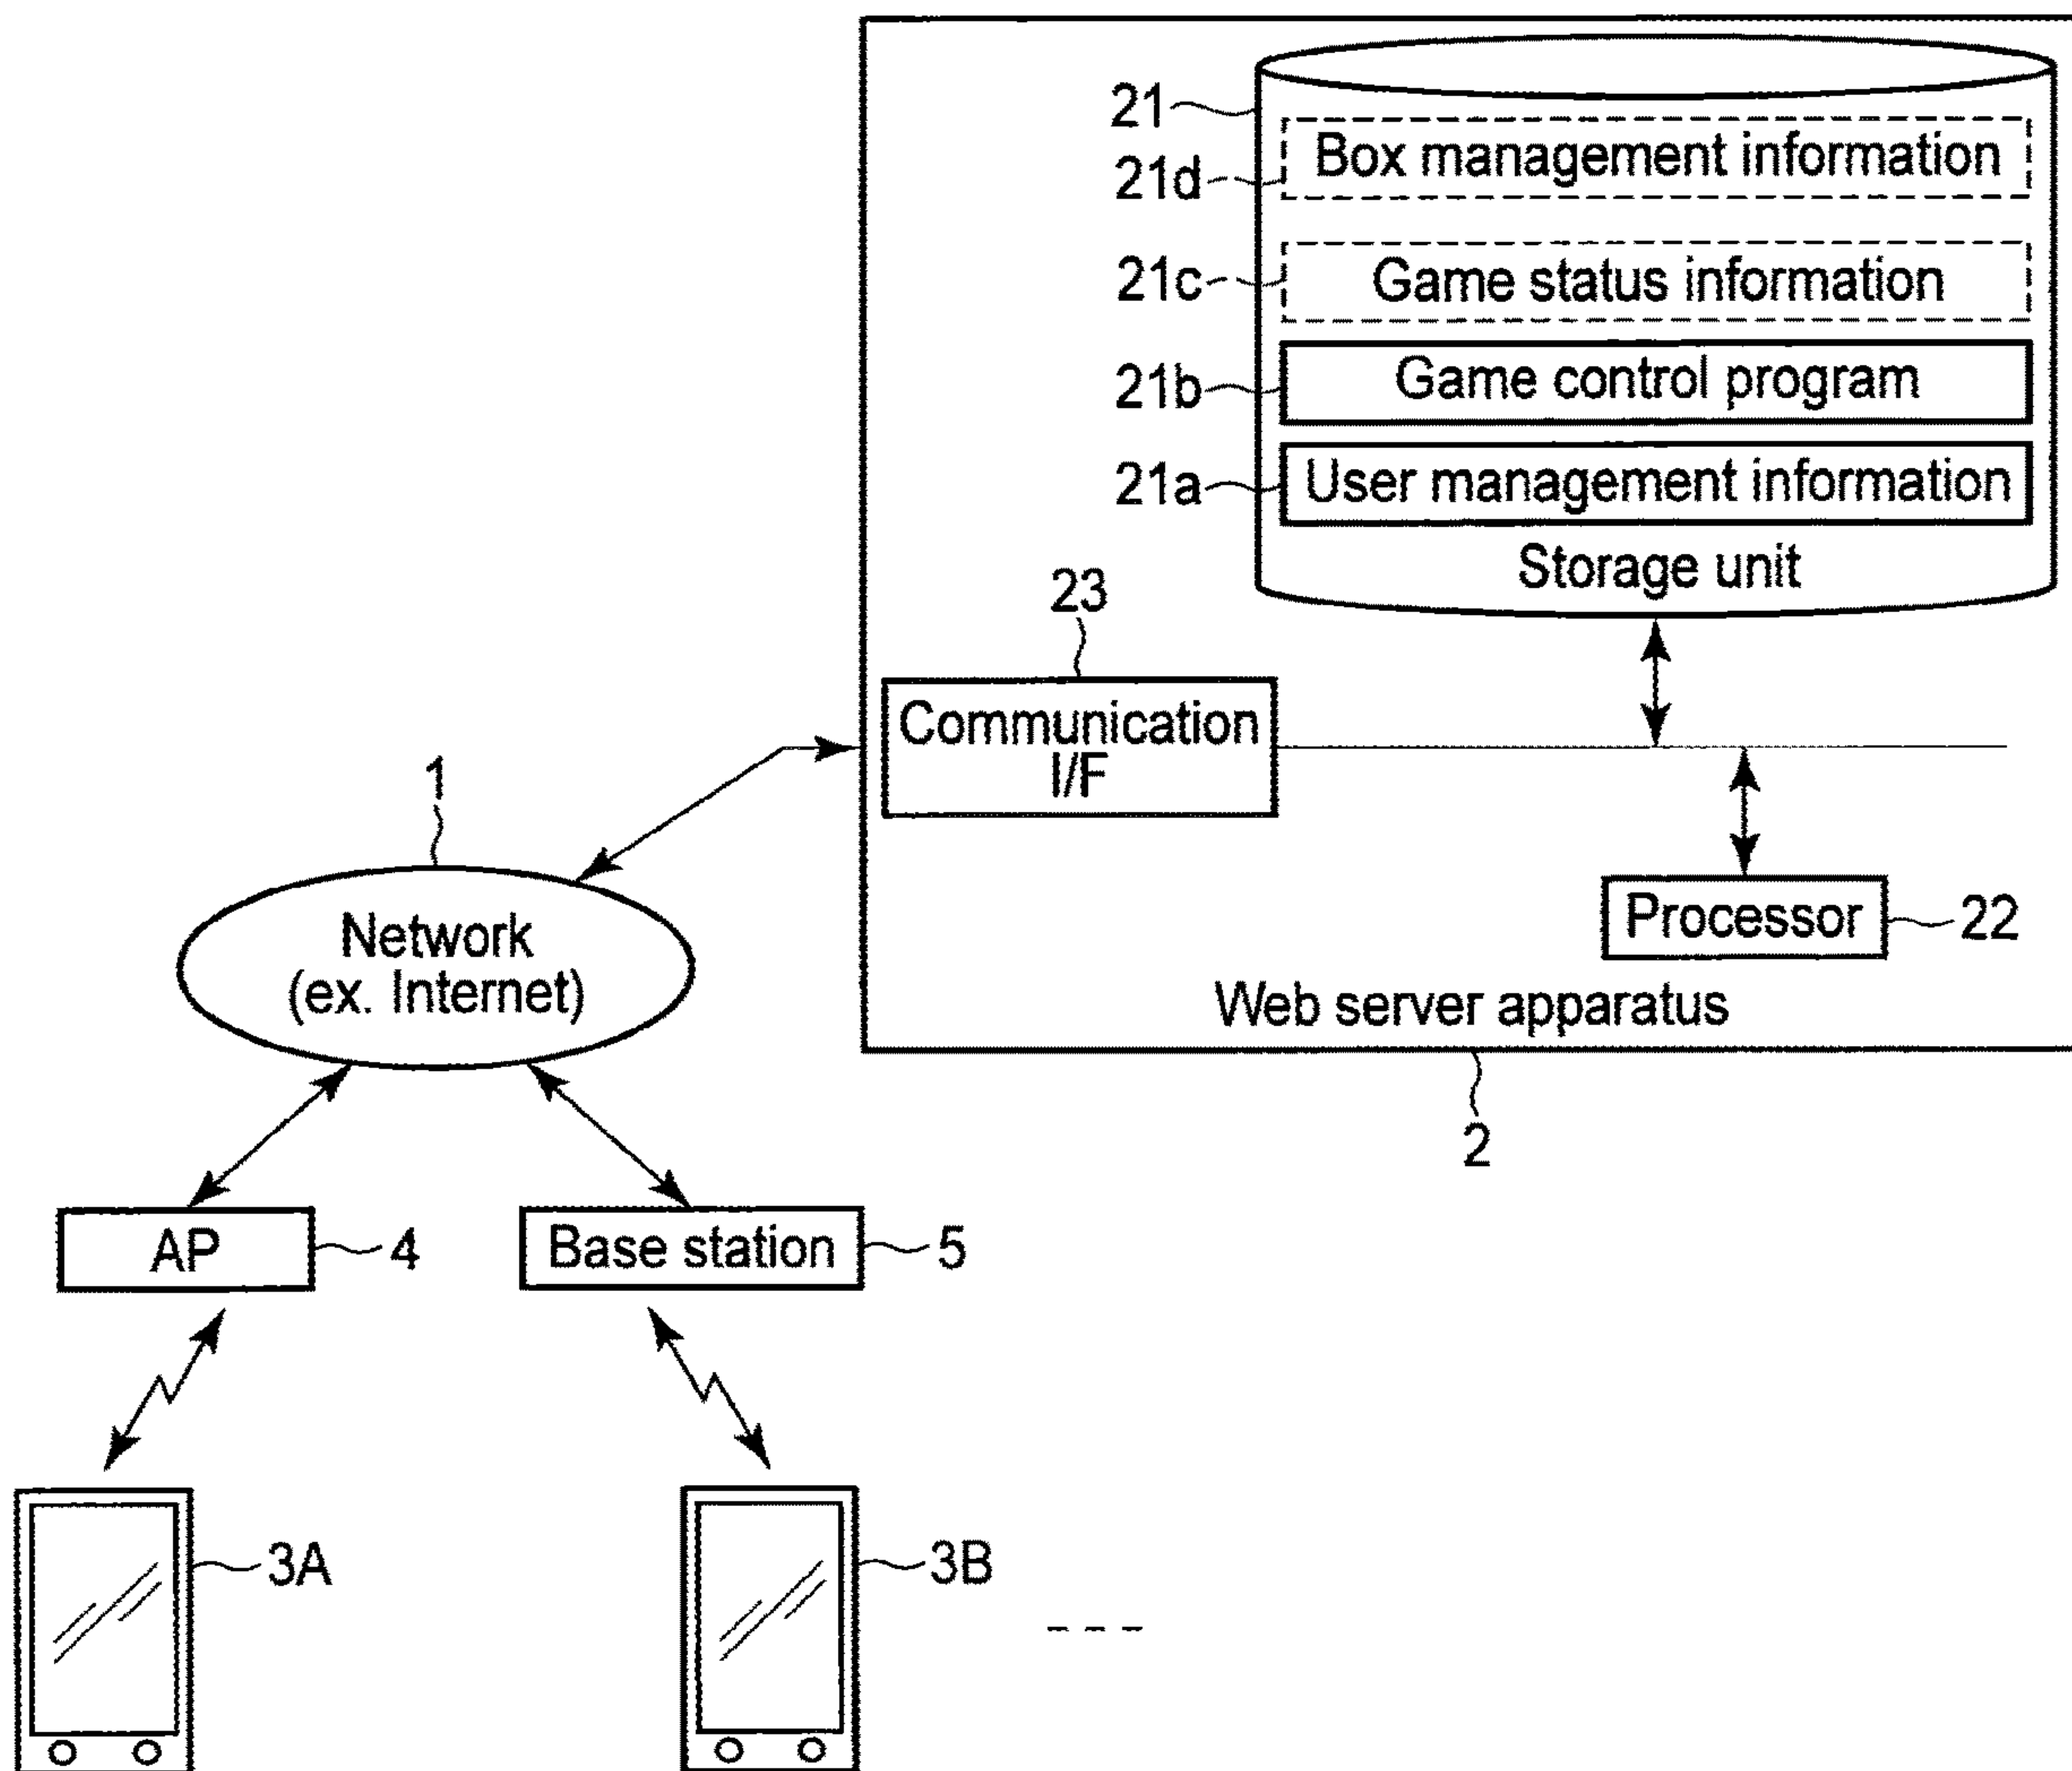 21
Box management information
21d
21c
Game status information
21b
Game control program
21a
User management information
Storage unit
23
Communication
I/F
1
Network
(ex. Internet)
Processor
22
Web server apparatus
2
AP
4
Base station
5
3A
3B